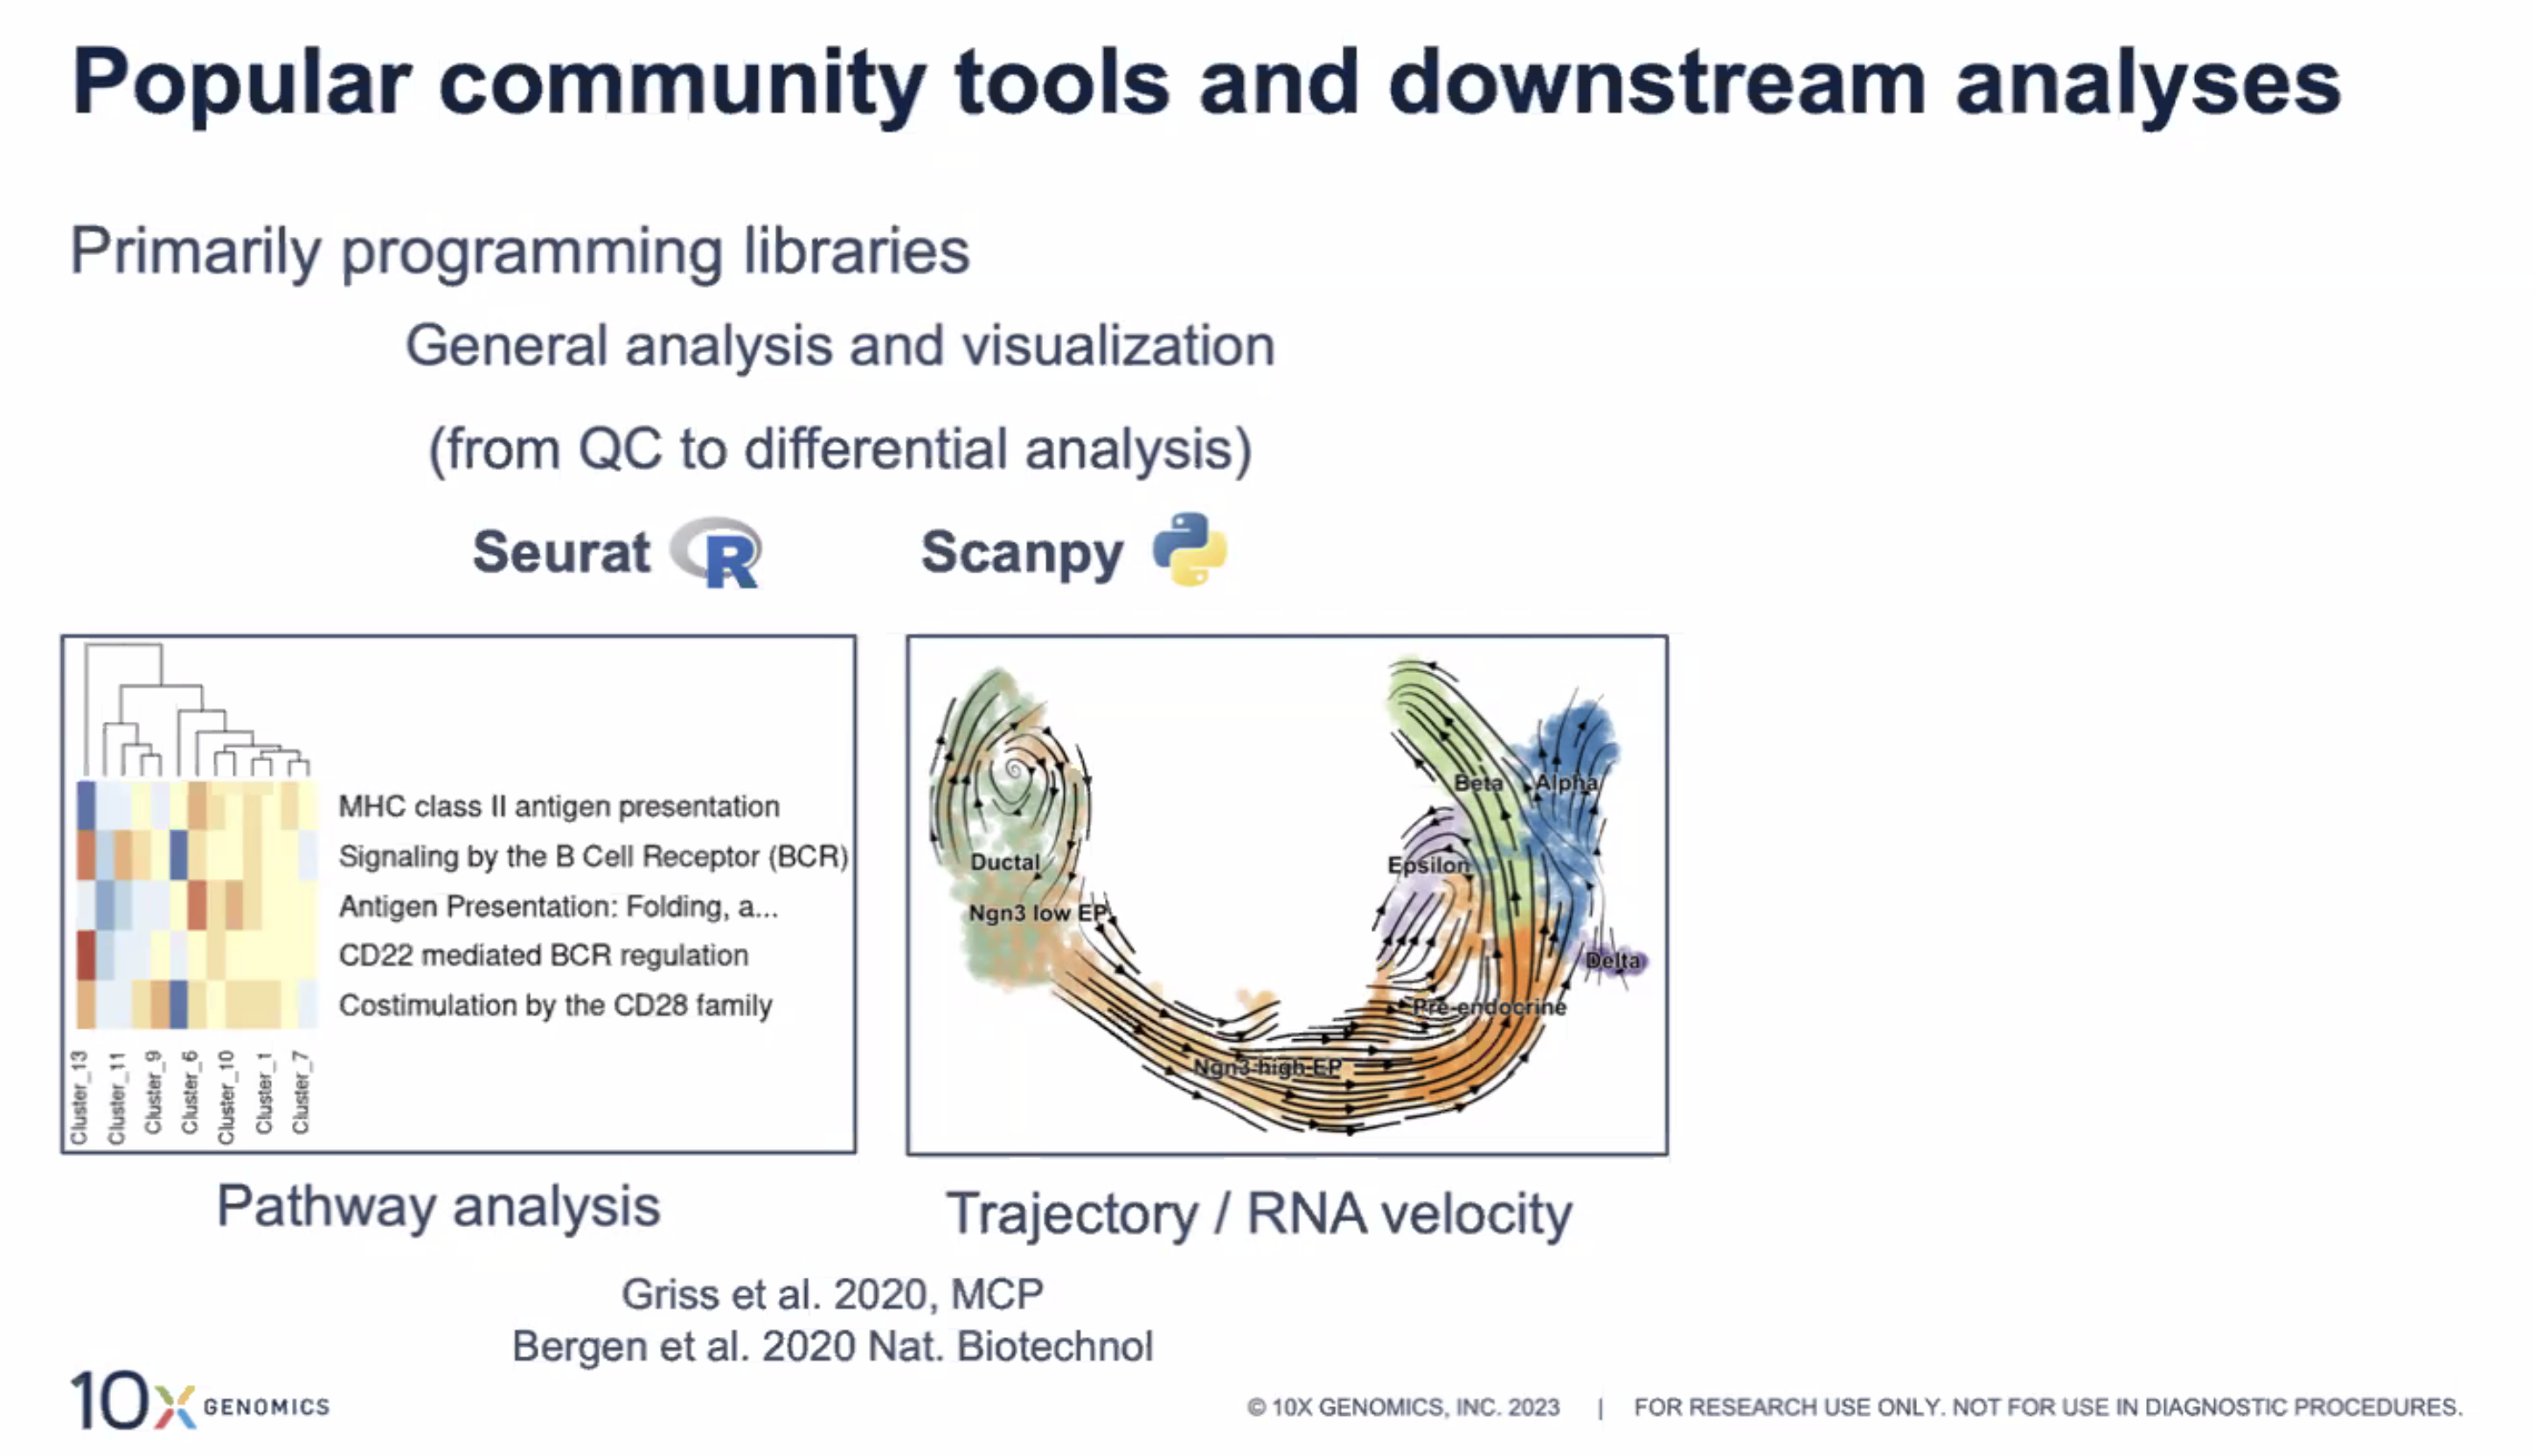 Popular community tools and downstream analyses
Primarily programming libraries
General analysis and visualization
(from QC to differential analysis)
Seurat R Scanpy
MHC class II antigen presentation
Signaling by the B Cell Receptor (BCR)
Antigen Presentation: Folding, a...
CD22 mediated BCR regulation
Costimulation by the CD28 family
Cluster_13
Cluster_11
Cluster_9
Cluster_6
Cluster_10
Cluster_1
Cluster_7
Beta
Alpha
Ductal
Epsilon
Ngn3 low EP
Delta
Pre-endocrine
Ngn3 high EP
Pathway analysis
Trajectory / RNA velocity
Griss et al. 2020, MCP
Bergen et al. 2020 Nat. Biotechnol
10X GENOMICS
© 10X GENOMICS, INC. 2023 | FOR RESEARCH USE ONLY. NOT FOR USE IN DIAGNOSTIC PROCEDURES.